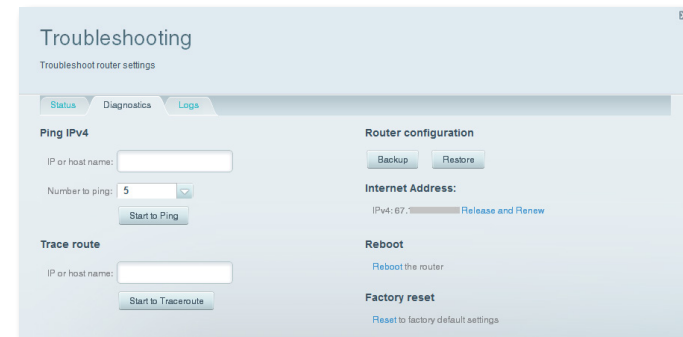 Troubleshooting
Troubleshoot router settings
Status Diagnostics Logs
Ping IPv4
IP or host name:
Number to ping: 5
Start to Ping
Trace route
IP or host name:
Start to Traceroute
Router configuration
Backup Restore
Internet Address:
IPv4: 67. Release and Renew
Reboot
Reboot the router
Factory reset
Reset to factory default settings